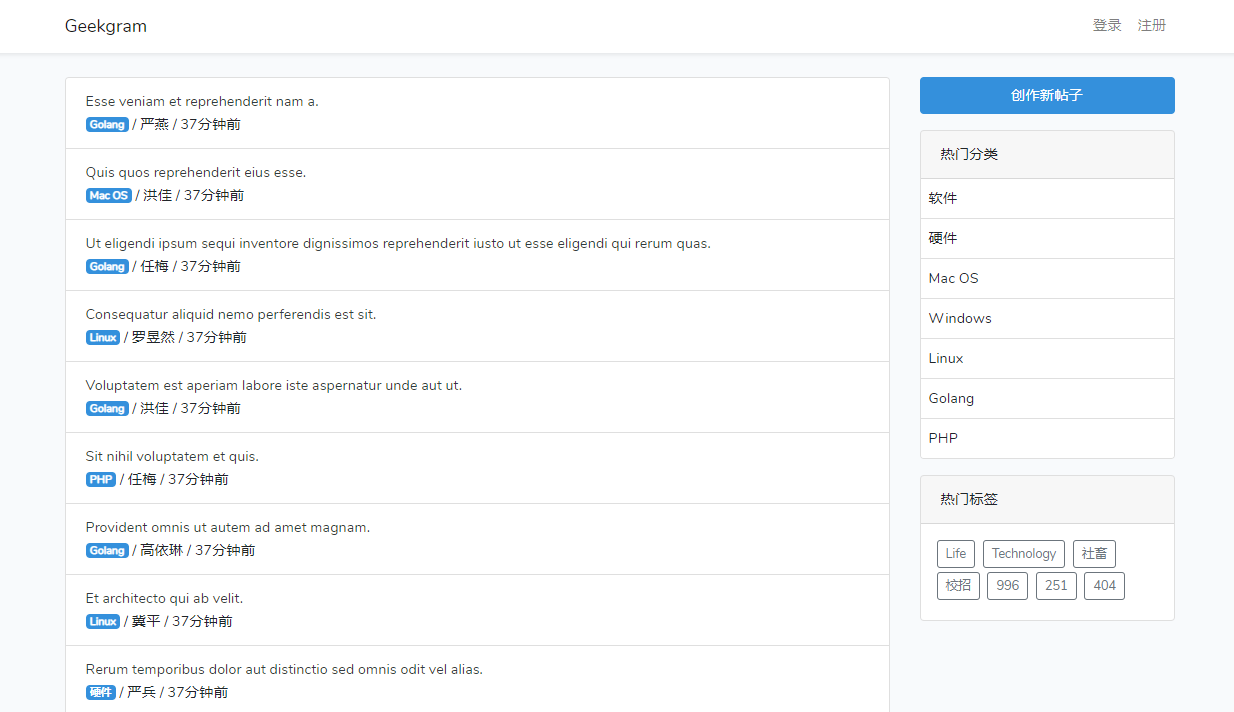 Geekgram
登录 注册
Esse veniam et reprehenderit nam a.
Golang / 严燕 / 37分钟前
Quis quos reprehenderit eius esse.
Mac OS / 洪佳 / 37分钟前
Ut eligendi ipsum sequi inventore dignissimos reprehenderit iusto ut esse eligendi qui rerum quas.
Golang / 任梅 / 37分钟前
Consequatur aliquid nemo perferendis est sit.
Linux / 罗昱然 / 37分钟前
Voluptatem est aperiam labore iste aspernatur unde aut ut.
Golang / 洪佳 / 37分钟前
Sit nihil voluptatem et quis.
PHP / 任梅 / 37分钟前
Provident omnis ut autem ad amet magnam.
Golang / 高依琳 / 37分钟前
Et architecto qui ab velit.
Linux / 冀平 / 37分钟前
Rerum temporibus dolor aut distinctio sed omnis odit vel alias.
硬件 / 严兵 / 37分钟前
创作新帖子
热门分类
软件
硬件
Mac OS
Windows
Linux
Golang
PHP
热门标签
Life Technology 社畜
校招 996 251 404